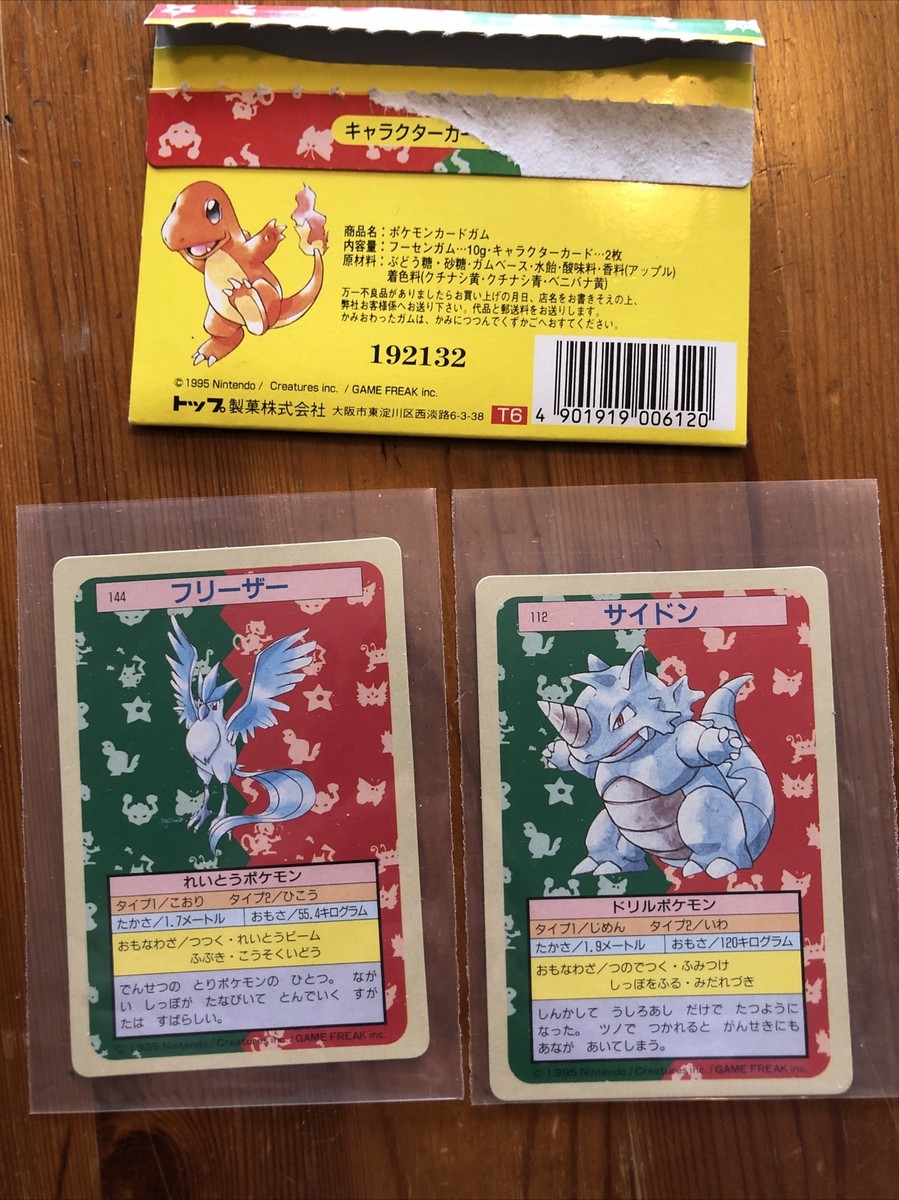 キャラクターカー
商品名：ポケモンカードガム
内容量：フーセンガム…10g・キャラクターカード…2枚
原材料：ぶどう糖・砂糖・ガムベース・水飴・酸味料・香料(アップル)
着色料(クチナシ黄・クチナシ青・ベニバナ黄)
万一不良品がありましたらお買い上げの月日、店名をお書きそえの上、
弊社お客様係へお送り下さい。代品と郵送料をお送りします。
かみおわったガムは、かみにつつんでくずかごへおすてください。
192132
©1995 Nintendo / Creatures inc. / GAME FREAK inc.
トップ製菓株式会社 大阪市東淀川区西淡路6-3-38 T6
4 901919 006120
144 フリーザー
れいとうポケモン
タイプ1／こおり タイプ2／ひこう
たかさ／1.7メートル おもさ／55.4キログラム
おもなわざ／つつく・れいとうビーム
ふぶき・こうそくいどう
でんせつの とりポケモンの ひとつ。 なが
い しっぽが たなびいて とんでいく すが
たは すばらしい。
© 1995 Nintendo / Creatures inc. / GAME FREAK inc.
112 サイドン
ドリルポケモン
タイプ1／じめん タイプ2／いわ
たかさ／1.9メートル おもさ／120キログラム
おもなわざ／つのでつく・ふみつけ
しっぽをふる・みだれづき
しんかして うしろあし だけで たつように
なった。 ツノで つかれると がんせきにも
あなが あいてしまう。
© 1995 Nintendo / Creatures inc. / GAME FREAK inc.